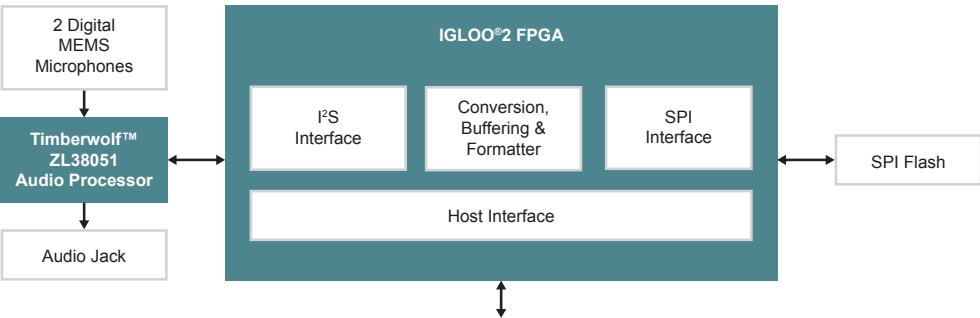 2 Digital
MEMS
Microphones
Timberwolf™
ZL38051
Audio Processor
Audio Jack
IGLOO®2 FPGA
I²S
Interface
Conversion,
Buffering &
Formatter
SPI
Interface
Host Interface
SPI Flash